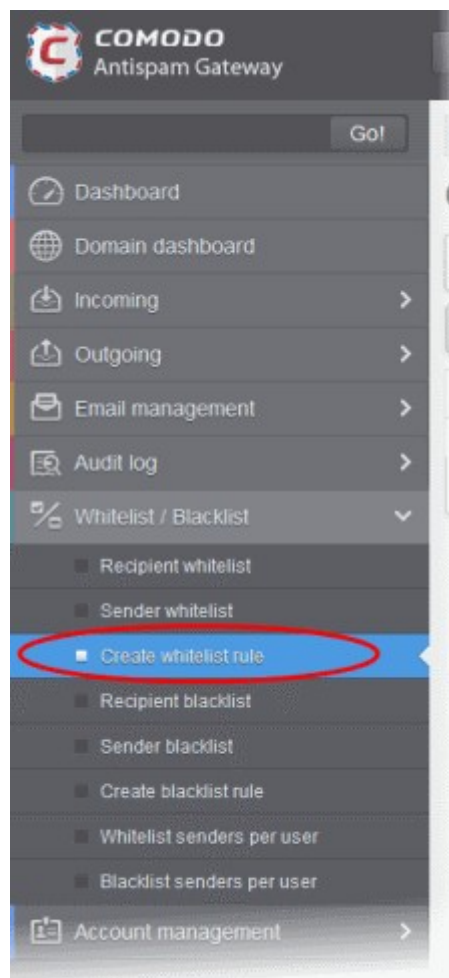 COMODO
Antispam Gateway
Go!
Dashboard
Domain dashboard
Incoming
Outgoing
Email management
Audit log
Whitelist / Blacklist
Recipient whitelist
Sender whitelist
Create whitelist rule
Recipient blacklist
Sender blacklist
Create blacklist rule
Whitelist senders per user
Blacklist senders per user
Account management